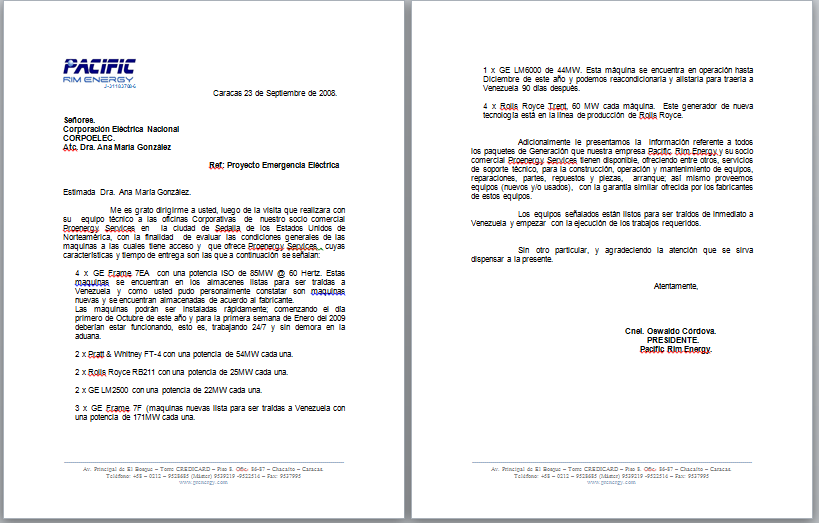 PACIFIC
RIM ENERGY
Caracas 23 de Septiembre de 2008.
Señores.
Corporación Eléctrica Nacional
CORPOELEC.
Atn. Dra. Ana María González
Ref: Proyecto Emergencia Eléctrica
Estimada Dra. Ana María González.
Me es grato dirigirme a usted, luego de la visita que realizara con
su equipo técnico a las oficinas Corporativas de nuestro socio comercial
Proenergy Services en la ciudad de Sedalia de los Estados Unidos de
Norteamérica, con la finalidad de evaluar las condiciones generales de las
maquinas a las cuales tiene acceso y que ofrece Proenergy Services, cuyas
características y tiempo de entrega son las que a continuación se señalan:
4 x GE Frame 7EA con una potencia ISO de 85MW @ 60 Hertz. Estas
maquinas se encuentran en los almacenes listas para ser traídas a
Venezuela y como usted pudo personalmente constatar son maquinas
nuevas y se encuentran almacenadas de acuerdo al fabricante.
Las maquinas podrán ser instaladas rápidamente; comenzando el día
primero de Octubre de este año y para la primera semana de Enero del 2009
deberían estar funcionando, esto es, trabajando 24/7 y sin demora en la
aduana.
2 x Pratt & Whitney FT-4 con una potencia de 54MW cada una.
2 x Rolls Royce RB211 con una potencia de 25MW cada una.
2 x GE LM2500 con una potencia de 22MW cada una.
3 x GE Frame 7F (maquinas nuevas lista para ser traídas a Venezuela con
una potencia de 171MW cada una.
Av. Principal de El Bosque – Torre CREDICARD – Piso 8. Ofic. 86-87 – Chacaíto – Caracas.
Teléfono: +58 – 0212 – 9528685 (Máster) 9539219 -9522514 – Fax: 9537995
1 x GE LM6000 de 44MW. Esta máquina se encuentra en operación hasta
Diciembre de este año y podemos reacondicionarla y alistarla para traerla a
Venezuela 90 días después.
4 x Rolls Royce Trent, 60 MW cada máquina. Este generador de nueva
tecnología está en la línea de producción de Rolls Royce.
Adicionalmente le presentamos la información referente a todos
los paquetes de Generación que nuestra empresa Pacific Rim Energy y su socio
comercial Proenergy Services tienen disponible, ofreciendo entre otros, servicios
de soporte técnico, para la construcción, operación y mantenimiento de equipos,
reparaciones, partes, repuestos y piezas, arranque; así mismo proveemos
equipos (nuevos y/o usados), con la garantía similar ofrecida por los fabricantes
de estos equipos.
Los equipos señalados están listos para ser traídos de inmediato a
Venezuela y empezar con la ejecución de los trabajos requeridos.
Sin otro particular, y agradeciendo la atención que se sirva
dispensar a la presente.
Atentamente,
Cnel. Oswaldo Córdova.
PRESIDENTE.
Pacific Rim Energy.
Av. Principal de El Bosque – Torre CREDICARD – Piso 8. Ofic. 86-87 – Chacaíto – Caracas.
Teléfono: +58 – 0212 – 9528685 (Máster) 9539219 -9522514 – Fax: 9537995